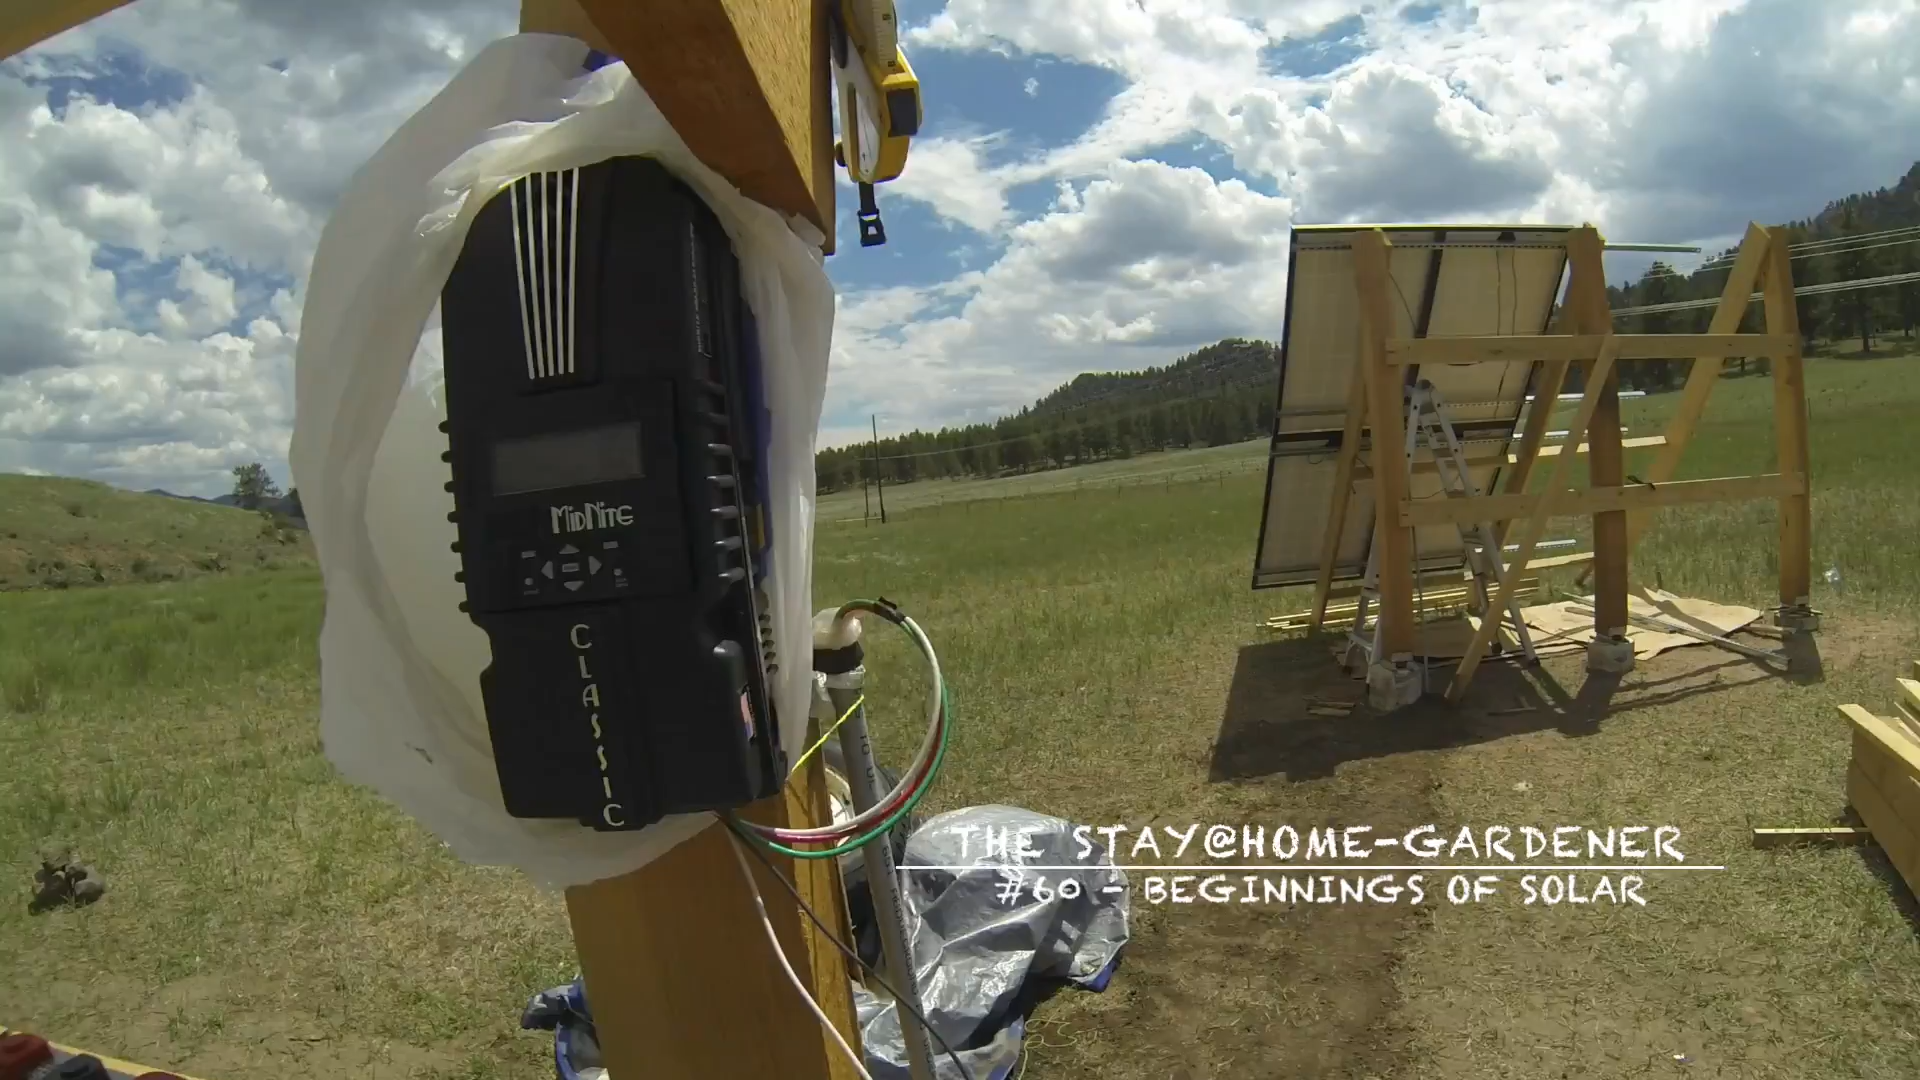 MIDNITE
CLASSIC
THE STAY@HOME-GARDENER
#60 - BEGINNINGS OF SOLAR